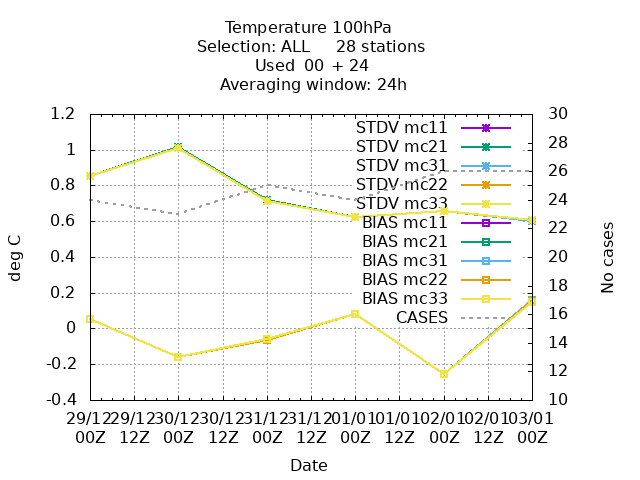 Temperature 100hPa
Selection: ALL 28 stations
Used 00 + 24
Averaging window: 24h
1.2
1
0.8
0.6
0.4
0.2
0
-0.2
-0.4
deg C
30
28
26
24
22
20
18
16
14
12
10
No cases
STDV mc11
STDV mc21
STDV mc31
STDV mc22
STDV mc33
BIAS mc11
BIAS mc21
BIAS mc31
BIAS mc22
BIAS mc33
CASES
29/12 29/12 30/12 30/12 31/12 31/12 01/01 01/01 02/01 02/01 03/01
00Z 12Z 00Z 12Z 00Z 12Z 00Z 12Z 00Z 12Z 00Z
Date